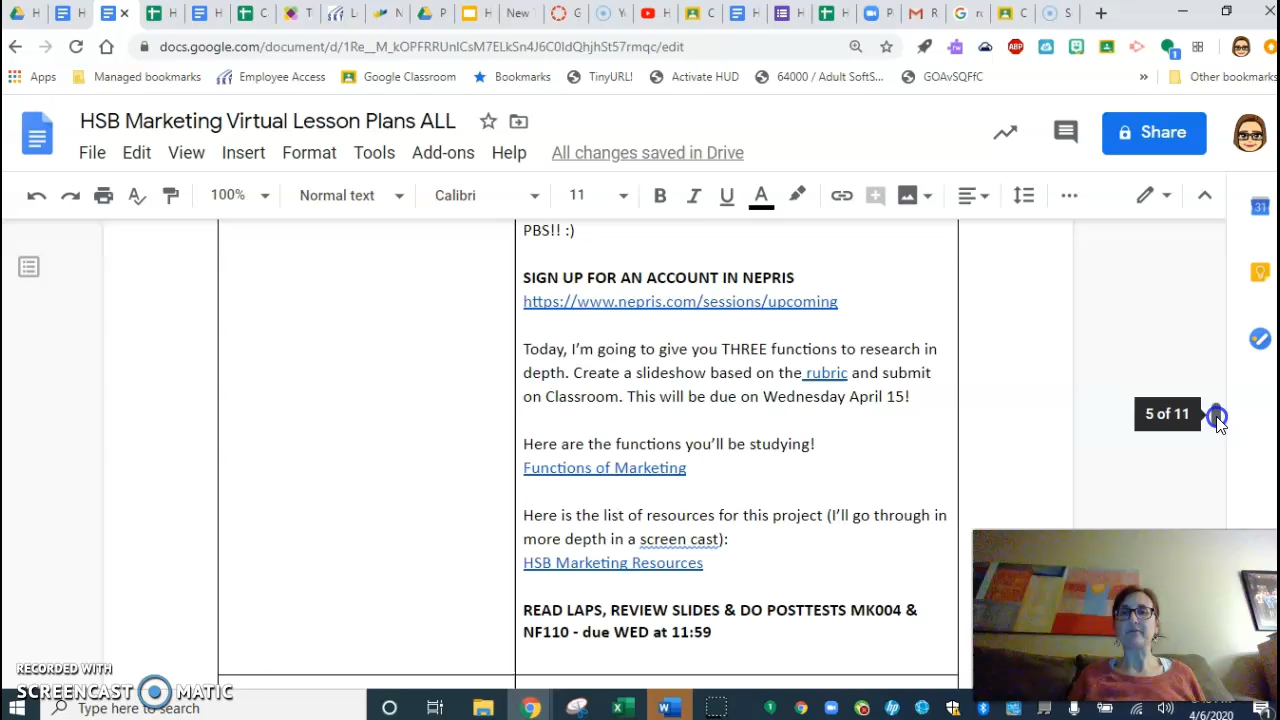 H
H
H
H
C
T
L
N
P
H
New
G
Y
H
C
H
H
H
P
R
r
C
S
docs.google.com/document/d/1Re__M_kOPFRRUnlCsM7ELkSn4J6C0ldQhjhSt57rmqc/edit
ABP
1
Apps
Managed bookmarks
Employee Access
Google Classroom
Bookmarks
TinyURL!
Activate HUD
64000 / Adult SoftS...
GOAvSQFfC
»
Other bookmarks
HSB Marketing Virtual Lesson Plans ALL
File Edit View Insert Format Tools Add-ons Help All changes saved in Drive
Share
100% Normal text Calibri 11 B I U A
31
PBS!! :)
SIGN UP FOR AN ACCOUNT IN NEPRIS
https://www.nepris.com/sessions/upcoming
Today, I'm going to give you THREE functions to research in
depth. Create a slideshow based on the rubric and submit
on Classroom. This will be due on Wednesday April 15!
5 of 11
Here are the functions you'll be studying!
Functions of Marketing
Here is the list of resources for this project (I'll go through in
more depth in a screen cast):
HSB Marketing Resources
READ LAPS, REVIEW SLIDES & DO POSTTESTS MK004 &
NF110 - due WED at 11:59
RECORDED WITH
SCREENCAST MATIC
Type here to search
4/6/2020